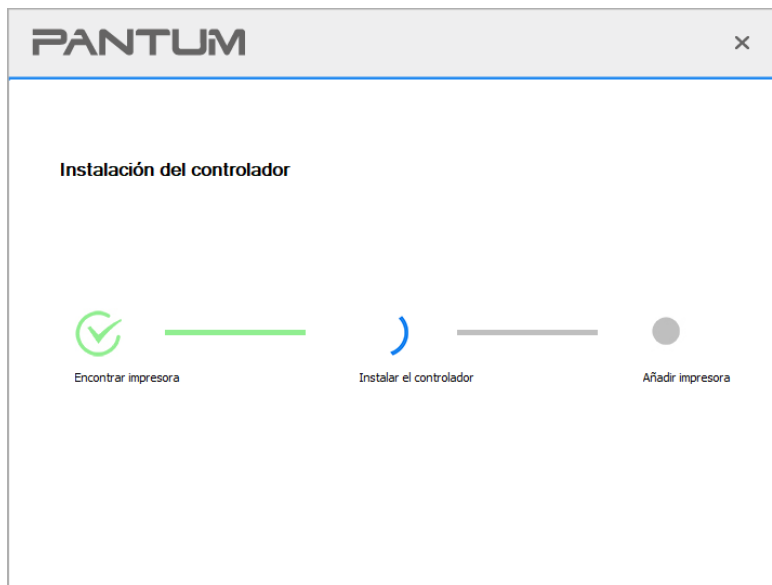 PANTUM
Instalación del controlador
Encontrar impresora
Instalar el controlador
Añadir impresora